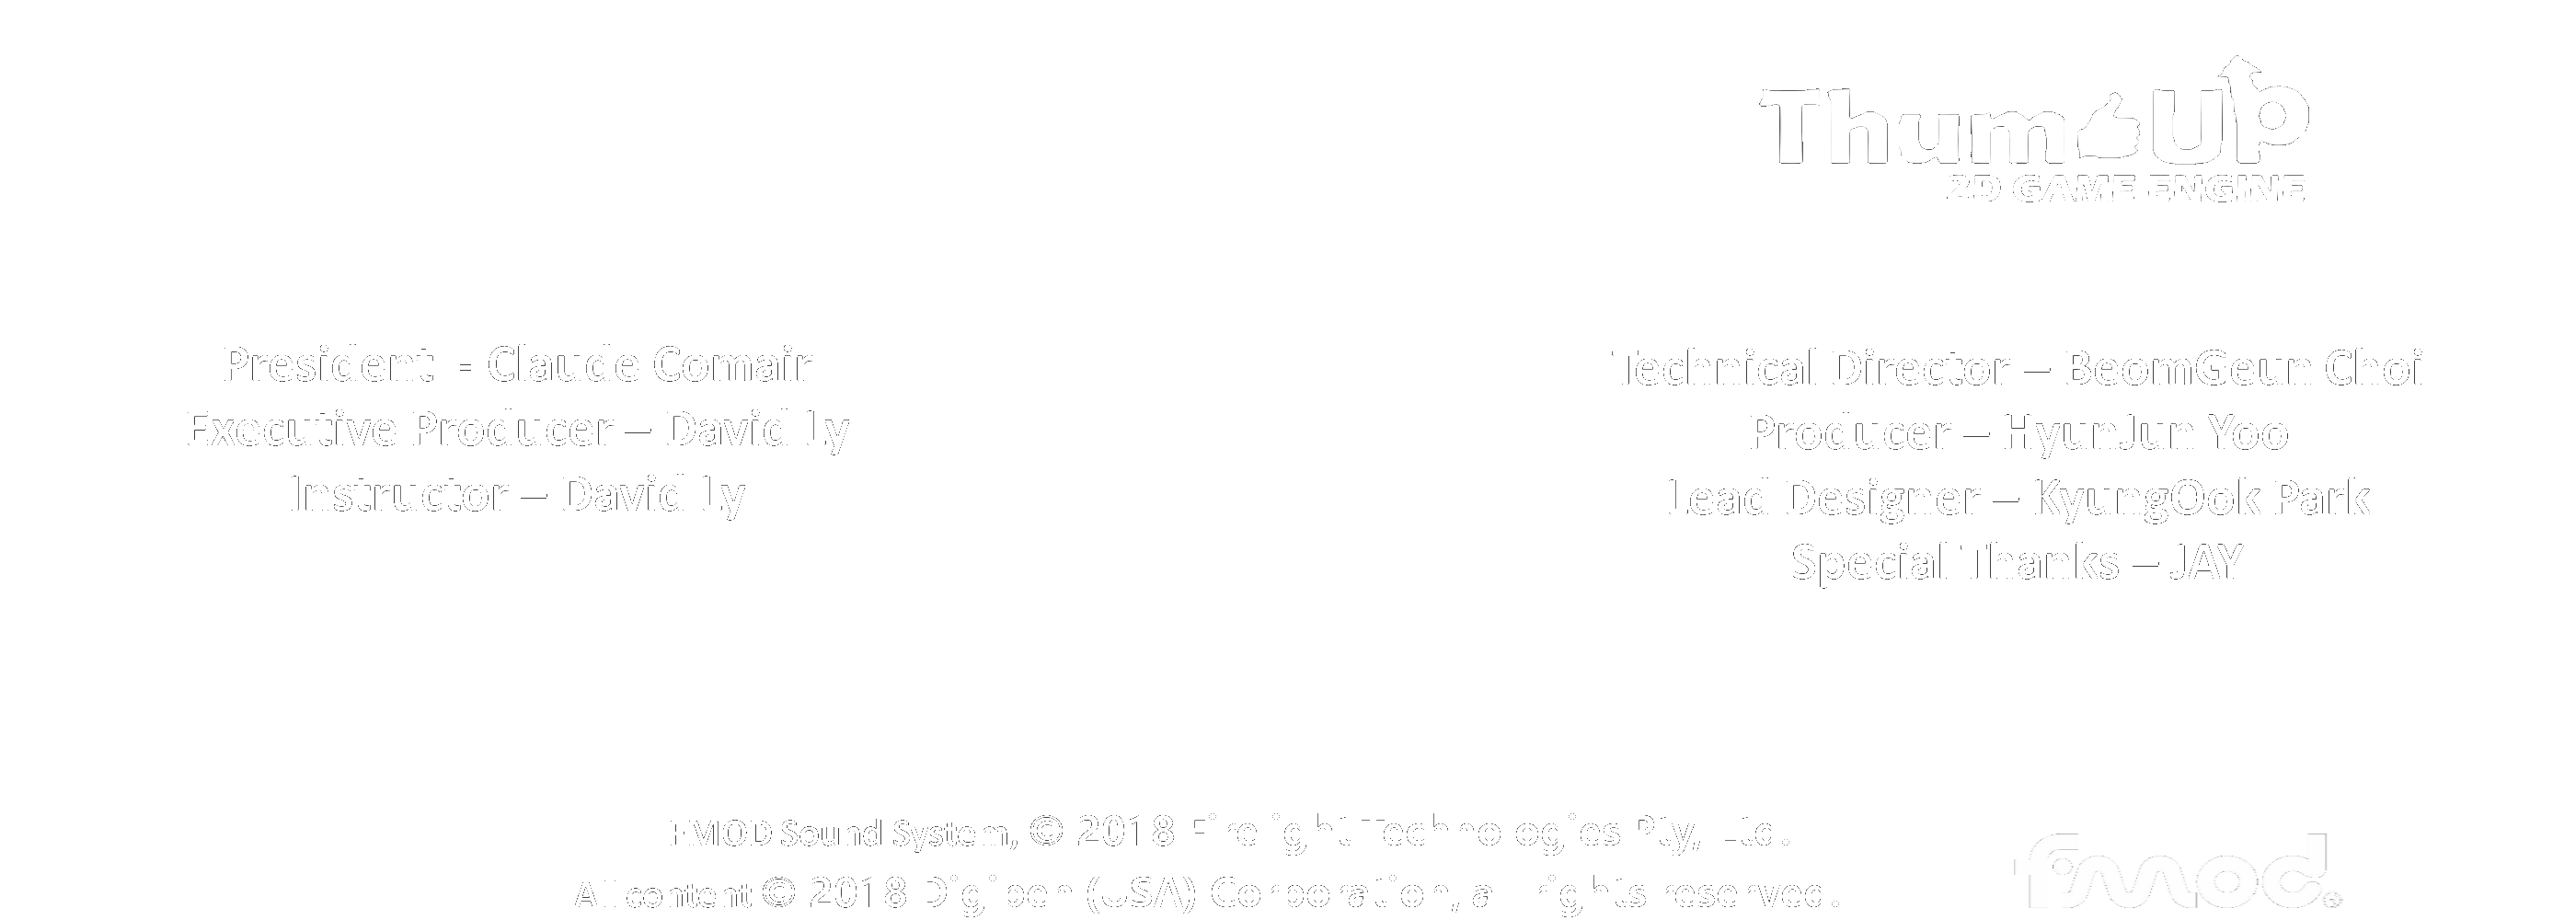 ThumbUp
2D GAME ENGINE
President - Claude Comair
Executive Producer – David Ly
Instructor – David Ly
Technical Director – BeomGeun Choi
Producer – HyunJun Yoo
Lead Designer – KyungOok Park
Special Thanks – JAY
FMOD Sound System, © 2018 Firelight Technologies Pty, Ltd.
All content © 2018 Digipen (USA) Corporation, all rights reserved.
fmod®